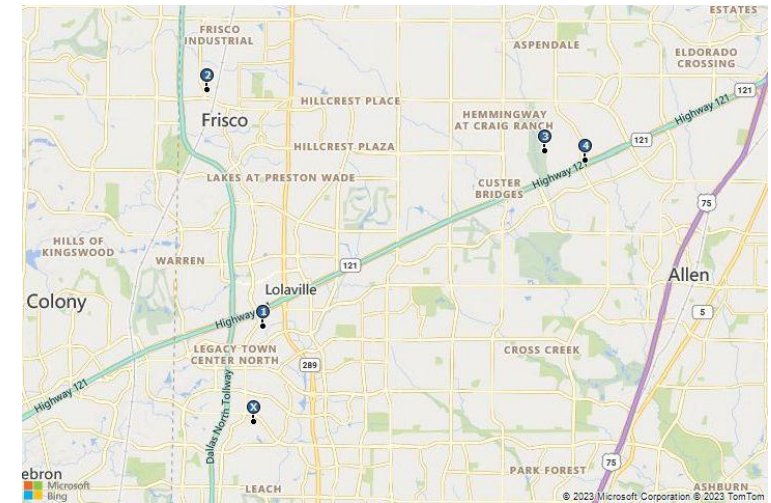 ESTATES
FRISCO
INDUSTRIAL
ASPENDALE
ELDORADO
CROSSING
2
121
HILLCREST PLACE
Highway 121
Frisco
HEMMINGWAY
AT CRAIG RANCH
3
4
121
HILLCREST PLAZA
Highway 121
LAKES AT PRESTON WADE
CUSTER
BRIDGES
75
HILLS OF
KINGSWOOD
WARREN
121
Allen
Colony
Lolaville
1
Highway
5
LEGACY TOWN
CENTER NORTH
CROSS CREEK
289
Highway 121
Dallas North Tollway
X
ebron
PARK FOREST
75
Microsoft
Bing
LEACH
ASHBURN
© 2023 Microsoft Corporation © 2023 TomTom